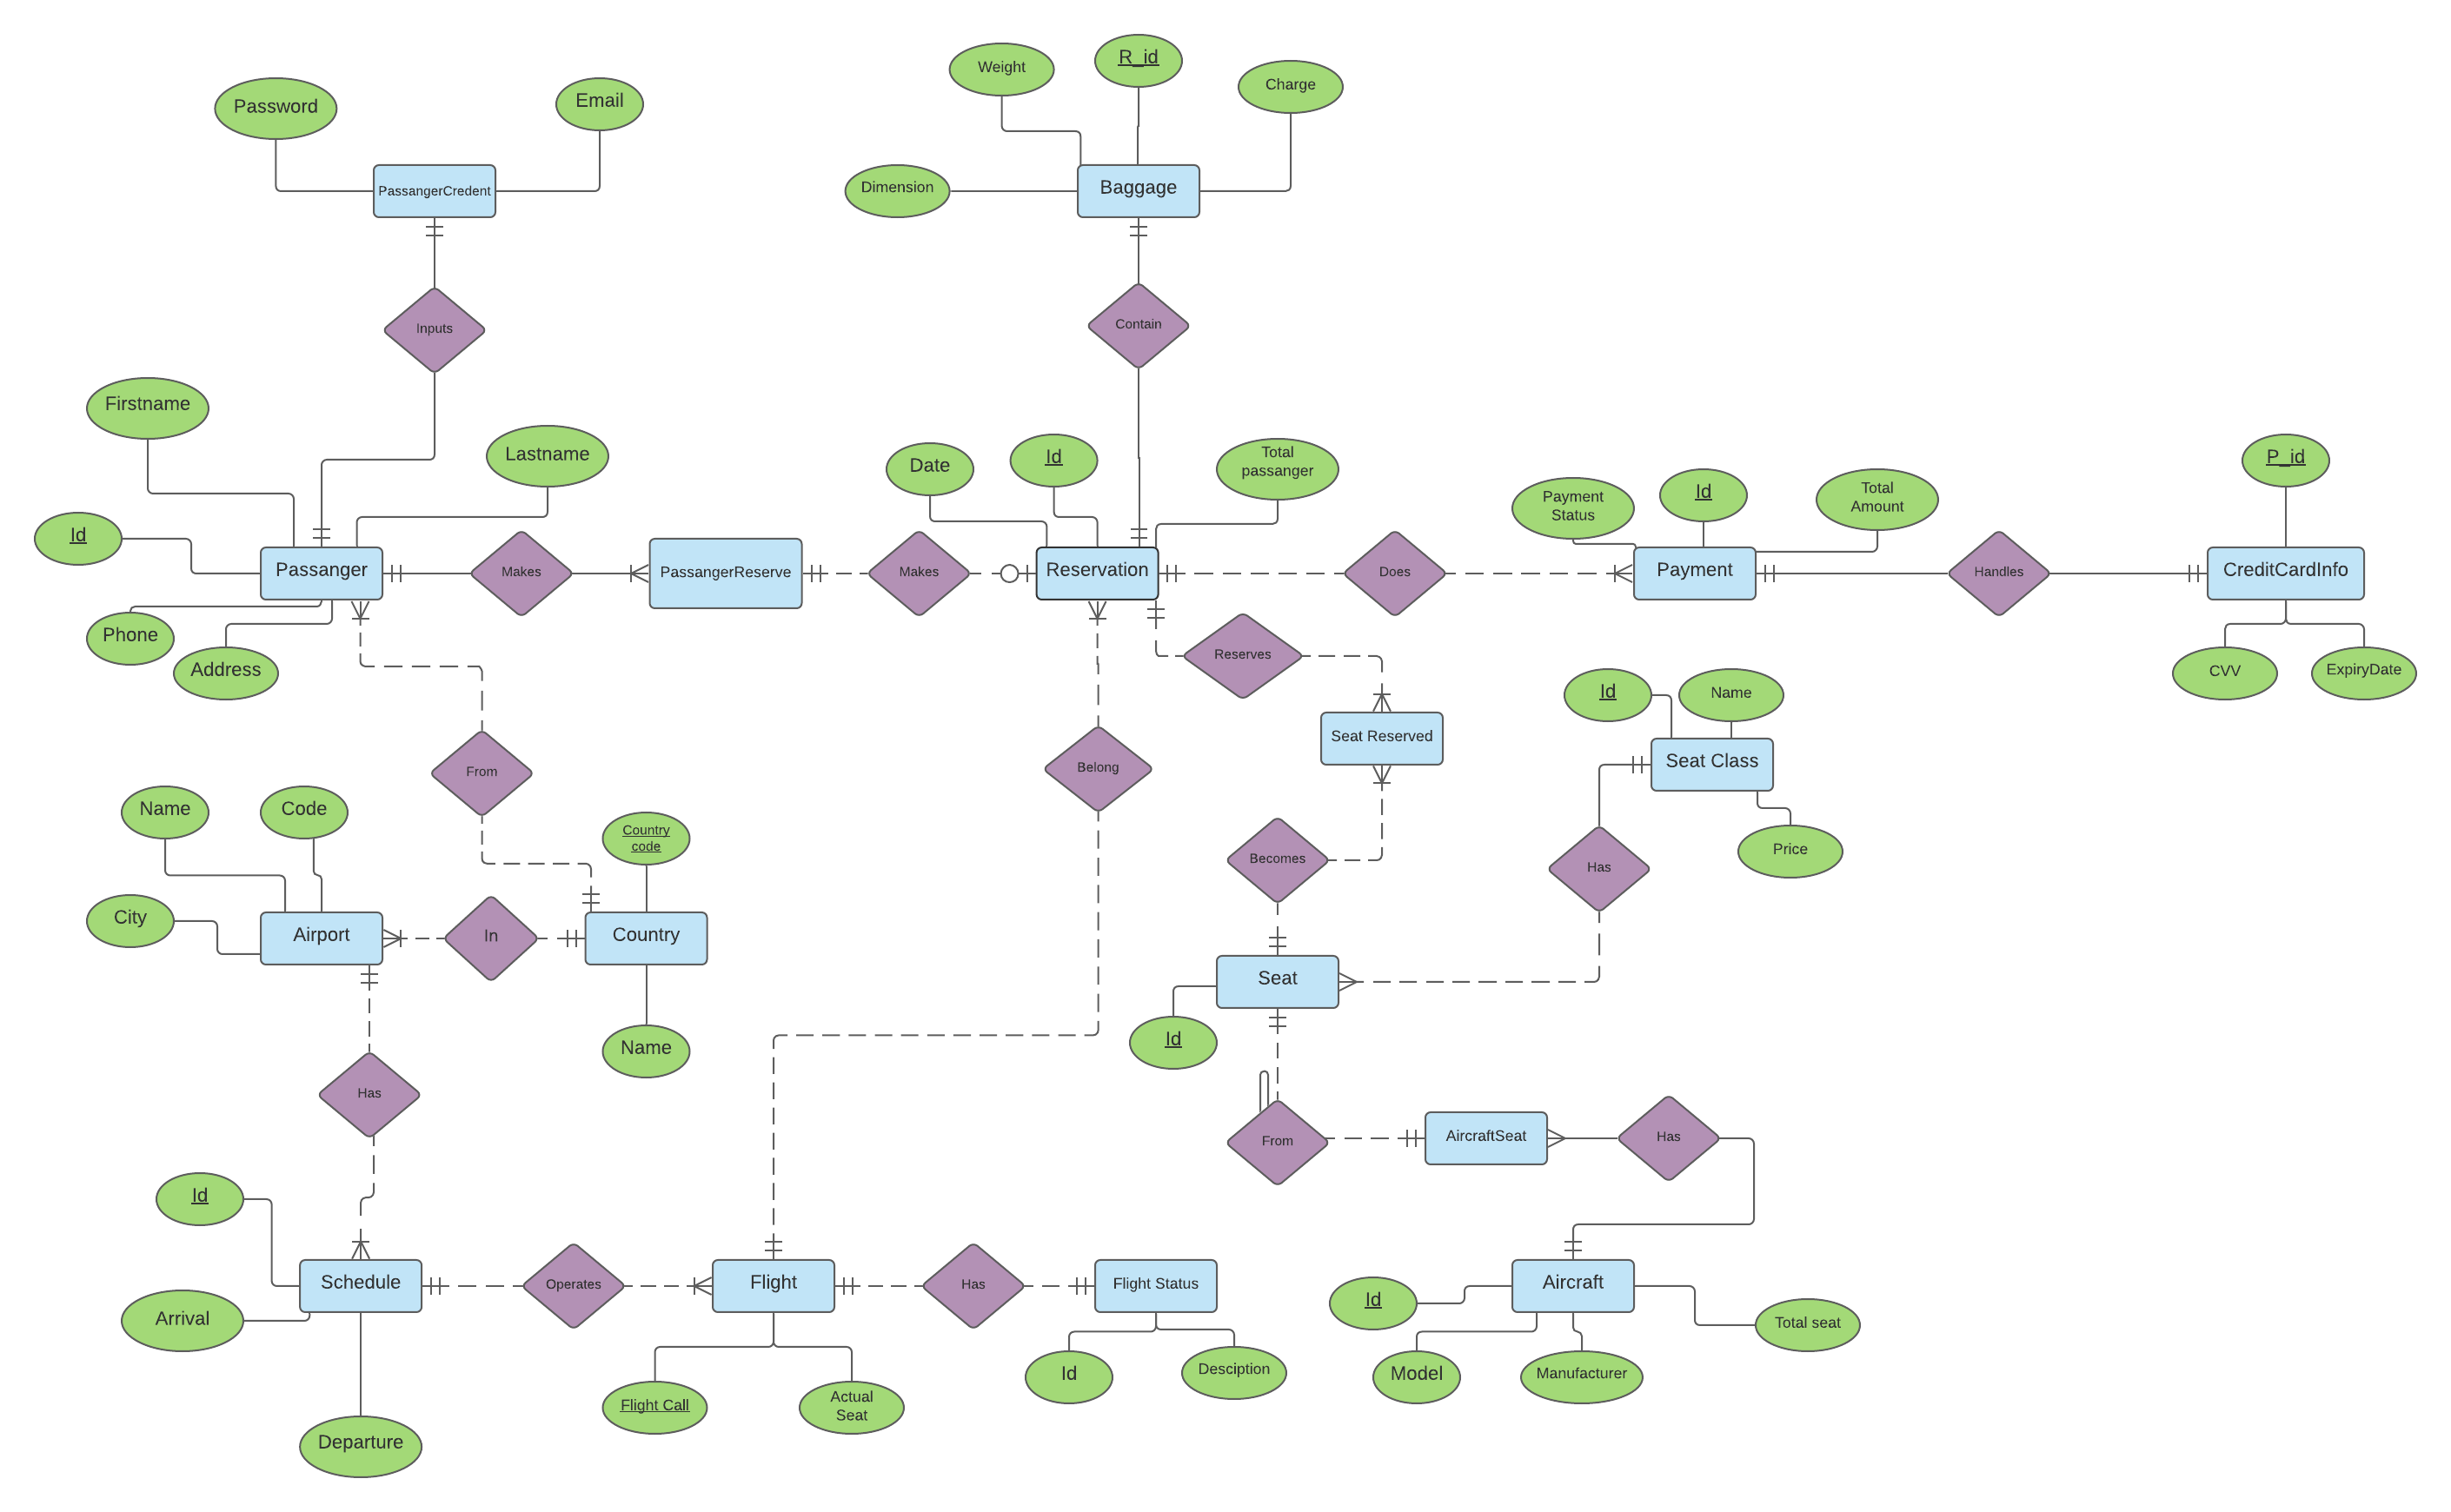 R_id
Weight
Charge
Password
Email
Dimension
Baggage
PassangerCredent
Contain
Inputs
Firstname
Lastname
Date
Id
Total
passanger
Payment
Status
Id
Total
Amount
P_id
Id
Passanger
Makes
PassangerReserve
Makes
Reservation
Does
Payment
Handles
CreditCardInfo
Phone
Address
Reserves
CVV
ExpiryDate
Id
Name
Seat Reserved
Seat Class
From
Belong
Name
Code
Country
code
Becomes
Has
Price
City
Airport
In
Country
Seat
Id
Name
Has
From
AircraftSeat
Has
Id
Schedule
Operates
Flight
Has
Flight Status
Aircraft
Id
Arrival
Total seat
Id
Desciption
Model
Manufacturer
Flight Call
Actual
Seat
Departure